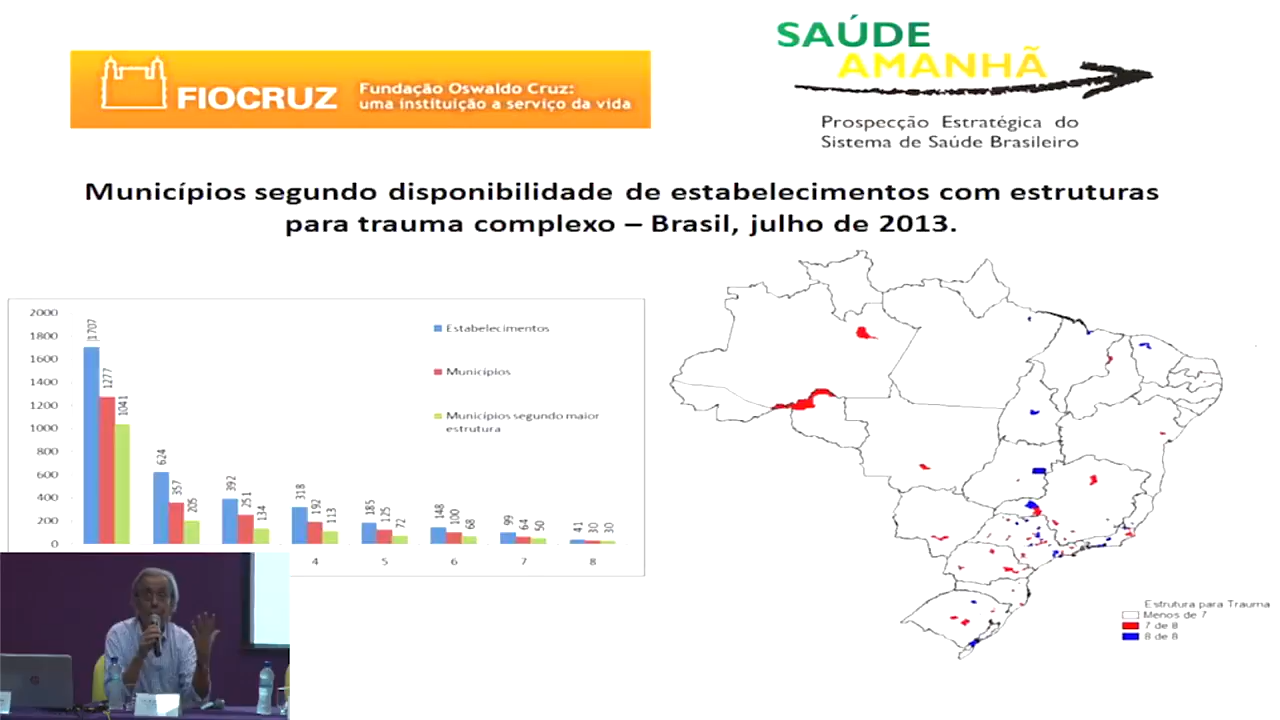 FIOCRUZ
Fundação Oswaldo Cruz:
uma instituição a serviço da vida
SAÚDE
AMANHÃ
Prospecção Estratégica do
Sistema de Saúde Brasileiro
Municípios segundo disponibilidade de estabelecimentos com estruturas
para trauma complexo – Brasil, julho de 2013.
2000
1800
1600
1400
1200
1000
800
600
400
200
0
1707
1277
1041
624
357
205
392
251
134
318
192
113
185
125
72
148
100
68
99
64
50
41
30
30
4
5
6
7
8
Estabelecimentos
Municípios
Municípios segundo maior
estrutura
Estrutura para Trauma
Menos de 7
7 de 8
8 de 8